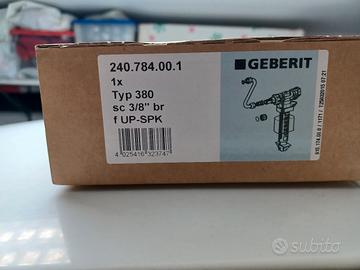 240.784.00.1
1x
Typ 380
sc 3/8" br
f UP-SPK
4 025416 323747
GEBERIT
subito